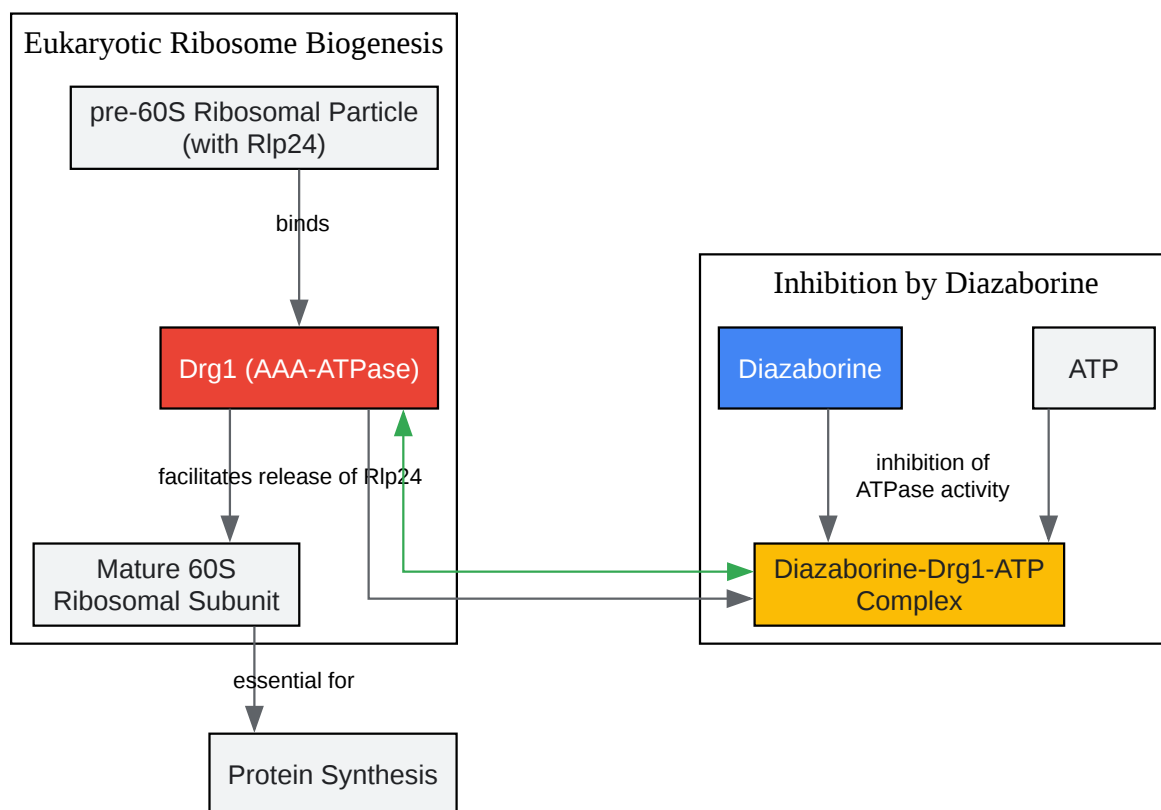 Eukaryotic Ribosome Biogenesis
pre-60S Ribosomal Particle
(with Rlp24)
binds
Drg1 (AAA-ATPase)
facilitates release of Rlp24
Mature 60S
Ribosomal Subunit
essential for
Protein Synthesis
Inhibition by Diazaborine
Diazaborine
ATP
inhibition of
ATPase activity
Diazaborine-Drg1-ATP
Complex